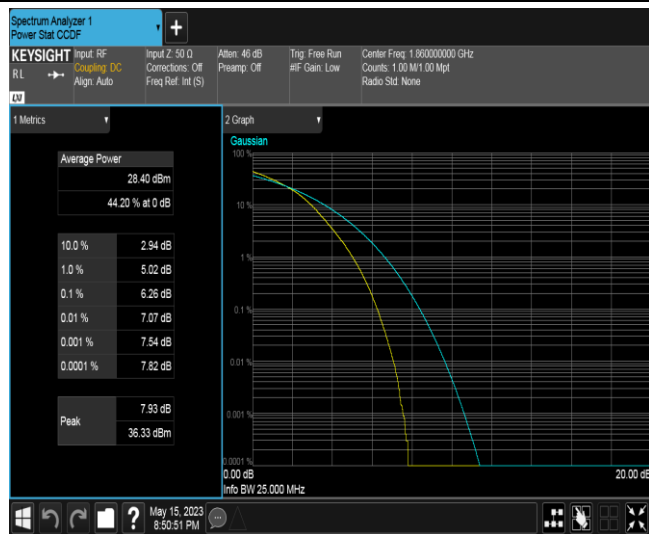 Spectrum Analyzer 1
Power Stat CCDF
+
KEYSIGHT
RL
LXI
Input: RF
Coupling: DC
Align: Auto
Input Z: 50 Ω
Corrections: Off
Freq Ref: Int (S)
Atten: 46 dB
Preamp: Off
Trig: Free Run
#IF Gain: Low
Center Freq: 1.860000000 GHz
Counts: 1.00 M/1.00 Mpt
Radio Std: None
1 Metrics
Average Power
28.40 dBm
44.20 % at 0 dB
10.0 % 2.94 dB
1.0 % 5.02 dB
0.1 % 6.26 dB
0.01 % 7.07 dB
0.001 % 7.54 dB
0.0001 % 7.82 dB
Peak
7.93 dB
36.33 dBm
2 Graph
Gaussian
100 %
10 %
1 %
0.1 %
0.01 %
0.001 %
0.0001 %
0.00 dB
20.00 dB
Info BW 25.000 MHz
?
May 15, 2023
8:50:51 PM